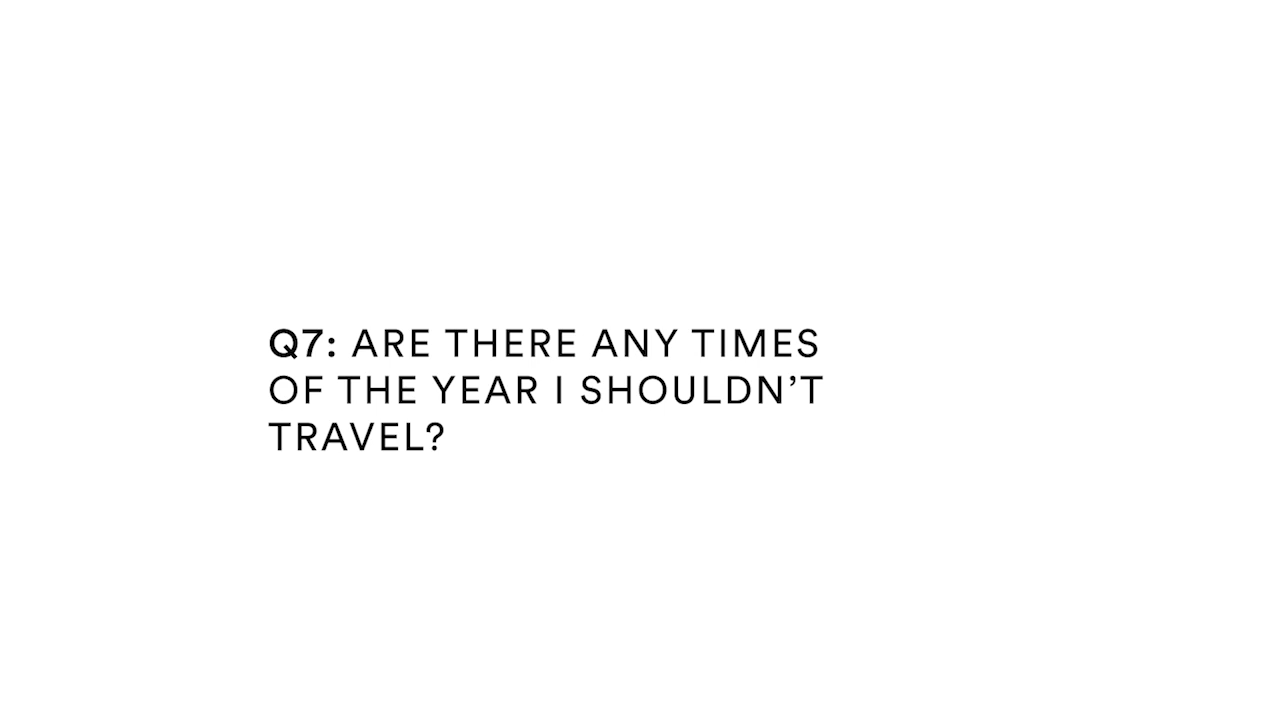 Q7: ARE THERE ANY TIMES
OF THE YEAR I SHOULDN’T
TRAVEL?